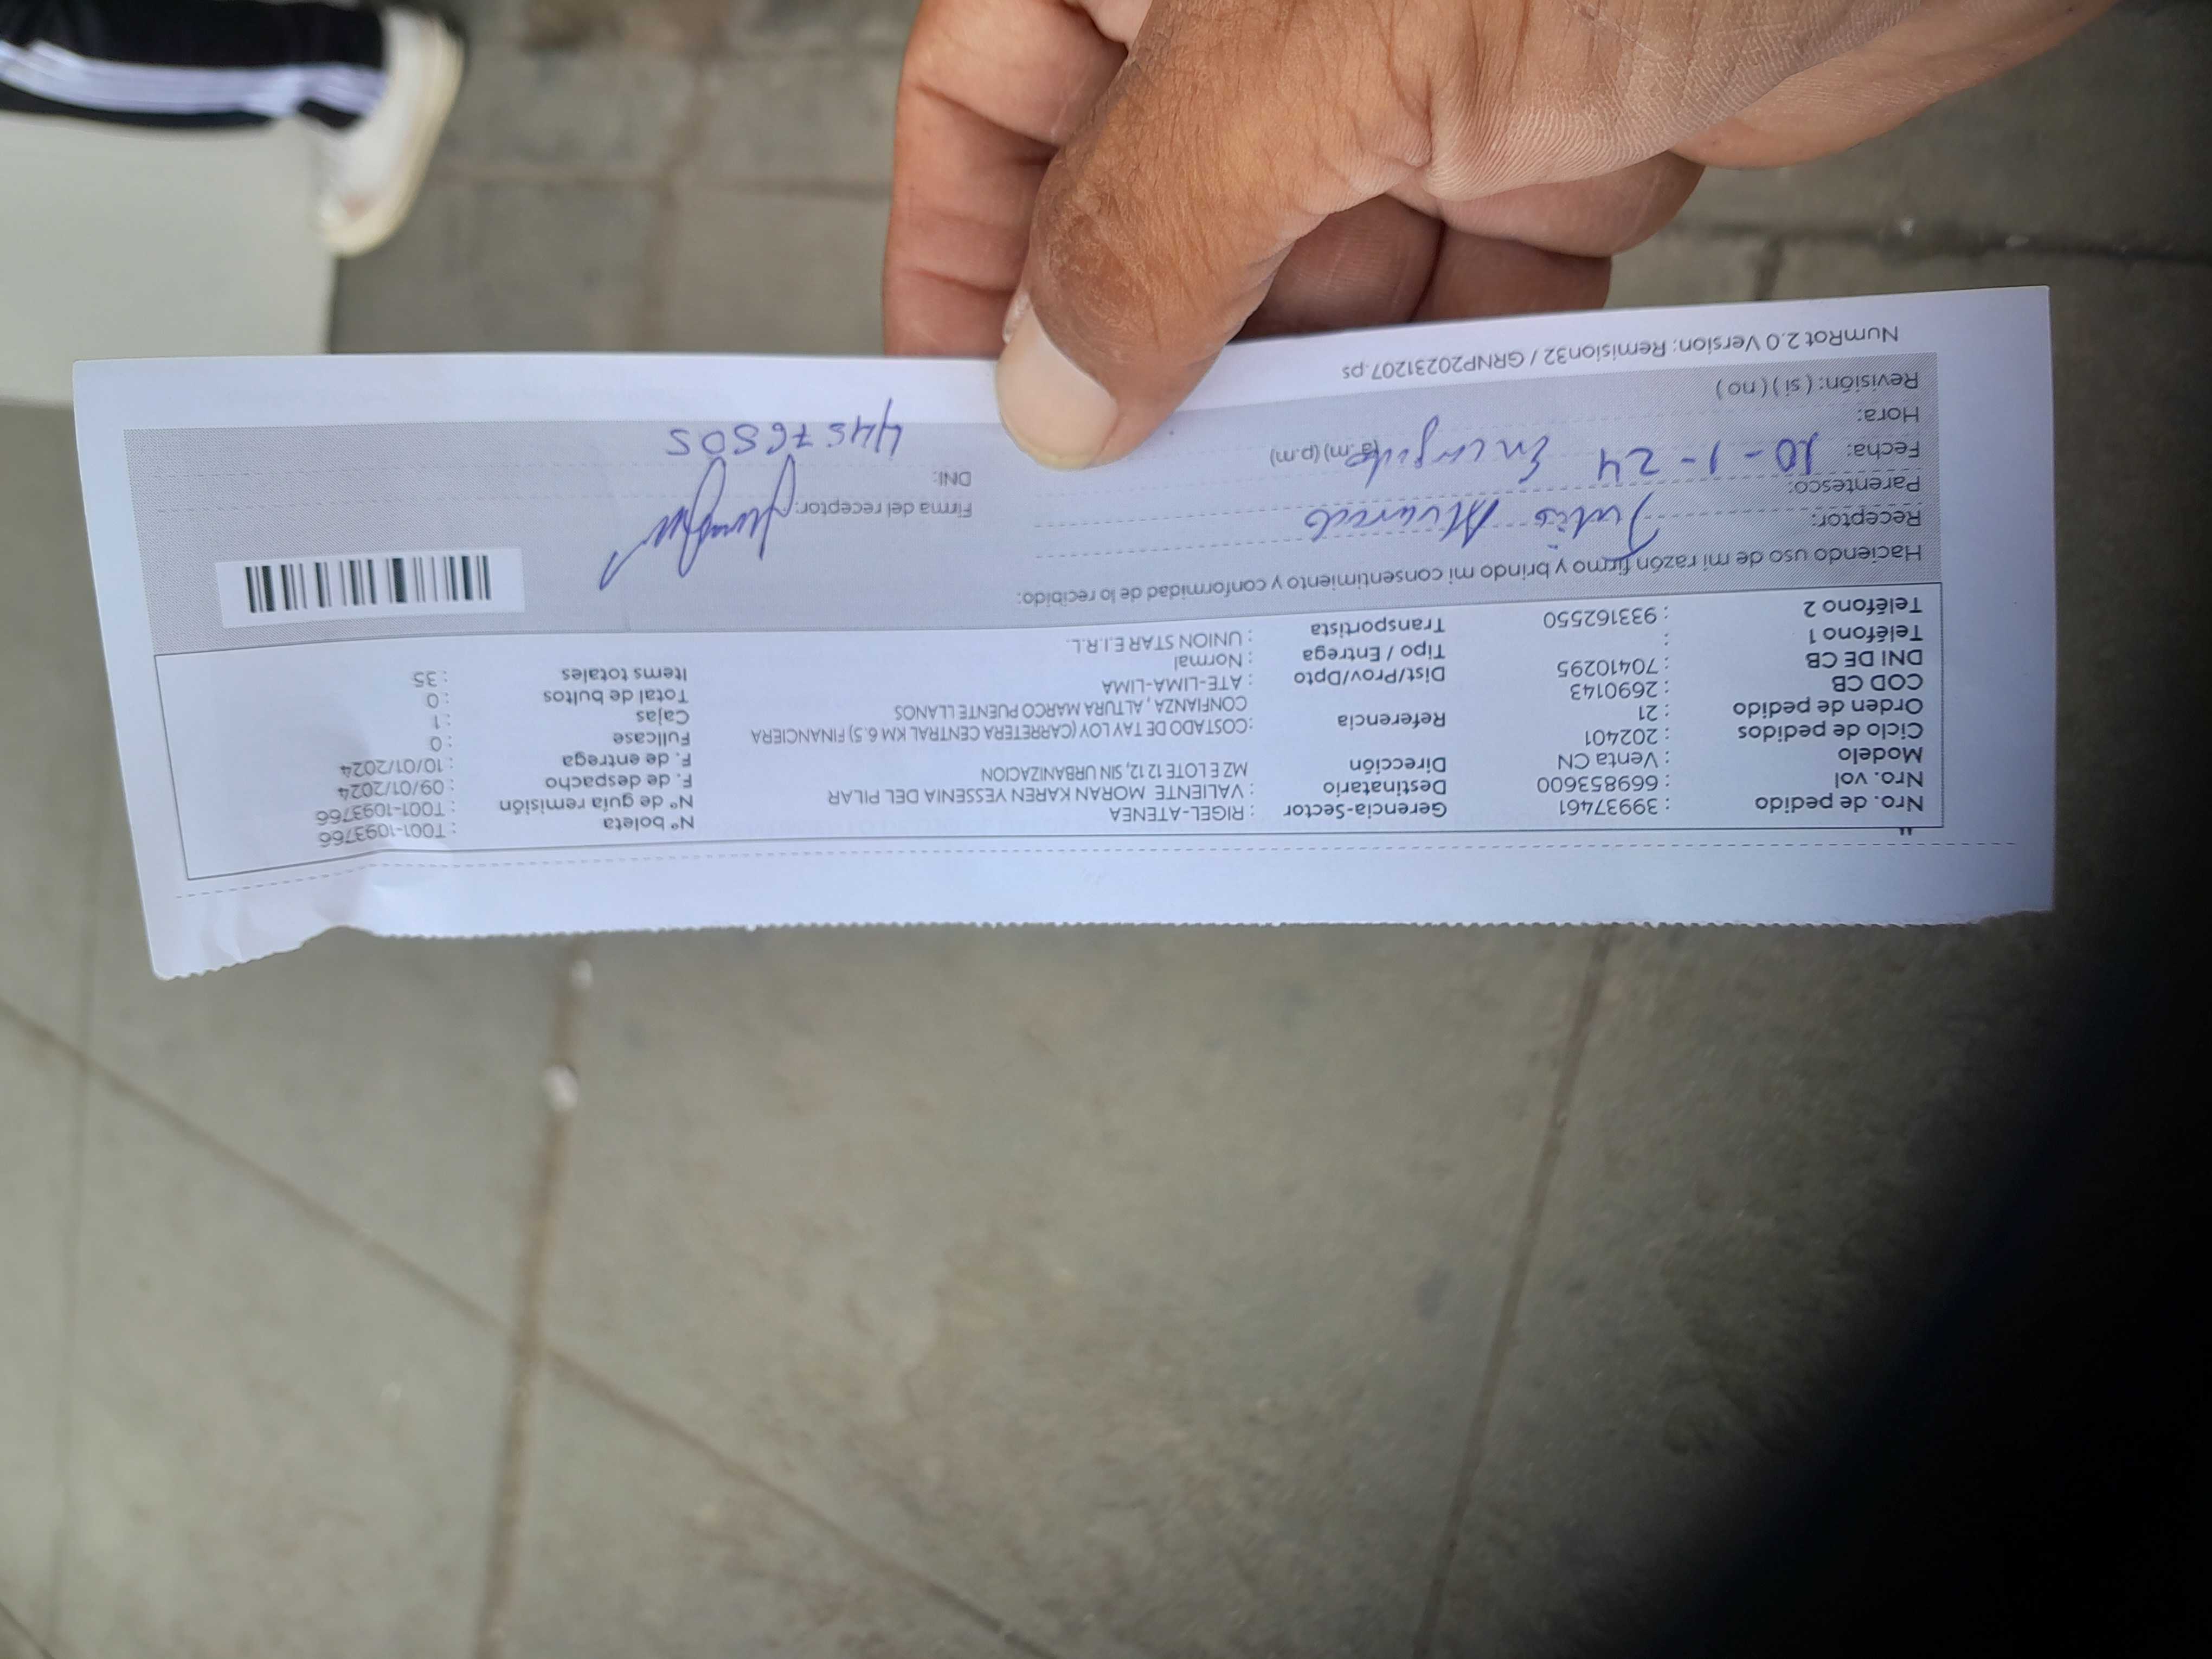 Nro. de pedido : 39937461 Gerencia-Sector : RIGEL-ATENEA Nº boleta : T001-1093766
Nro. vol : 669853600 Destinatario : VALIENTE MORAN KAREN YESSENIA DEL PILAR Nº de guía remisión : T001-1093766
Modelo : Venta CN Dirección MZ E LOTE 12 12, SIN URBANIZACION F. de despacho : 09/01/2024
Ciclo de pedidos : 202401 F. de entrega : 10/01/2024
Orden de pedido : 21 Referencia : COSTADO DE TAY LOY (CARRETERA CENTRAL KM 6.5) FINANCIERA Fullcase : 0
COD CB : 2690143 CONFIANZA , ALTURA MARCO PUENTE LLANOS Cajas : 1
DNI DE CB : 70410295 Dist/Prov/Dpto : ATE-LIMA-LIMA Total de bultos : 0
Teléfono 1 : Tipo / Entrega : Normal Items totales : 35
Teléfono 2 : 933162550 Transportista : UNION STAR E.I.R.L.
Haciendo uso de mi razón firmo y brindo mi consentimiento y conformidad de lo recibido:
Receptor: Julio Alvarado Firma del receptor:
Parentesco: DNI: 44576505
Fecha: 10-1-24
Hora: (a.m) (p.m)
Revisión: ( si ) ( no )
NumRot 2.0 Version: Remision32 / GRNP20231207.ps